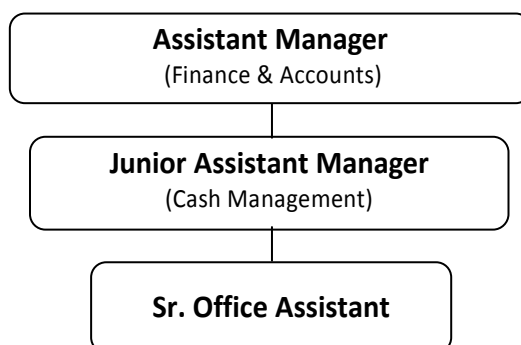 Assistant Manager
(Finance & Accounts)
Junior Assistant Manager
(Cash Management)
Sr. Office Assistant